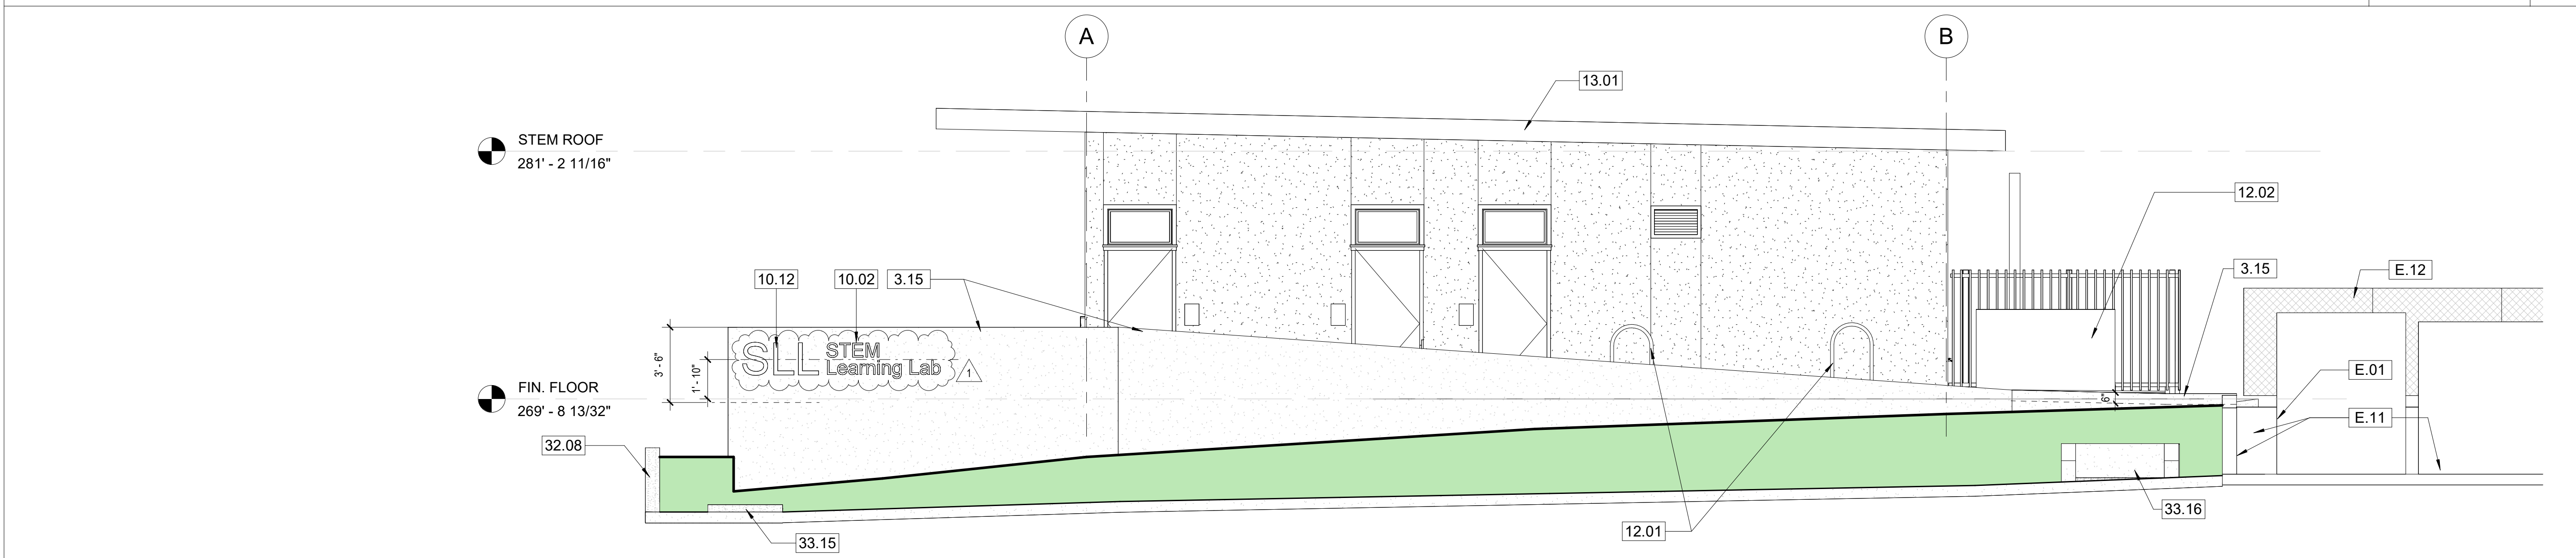 A
B
13.01
STEM ROOF
281' - 2 11/16"
12.02
10.12
10.02
3.15
3.15
E.12
SLL STEM
Learning Lab
1
3' - 6"
1' - 10"
FIN. FLOOR
269' - 8 13/32"
6"
E.01
E.11
32.08
33.15
12.01
33.16